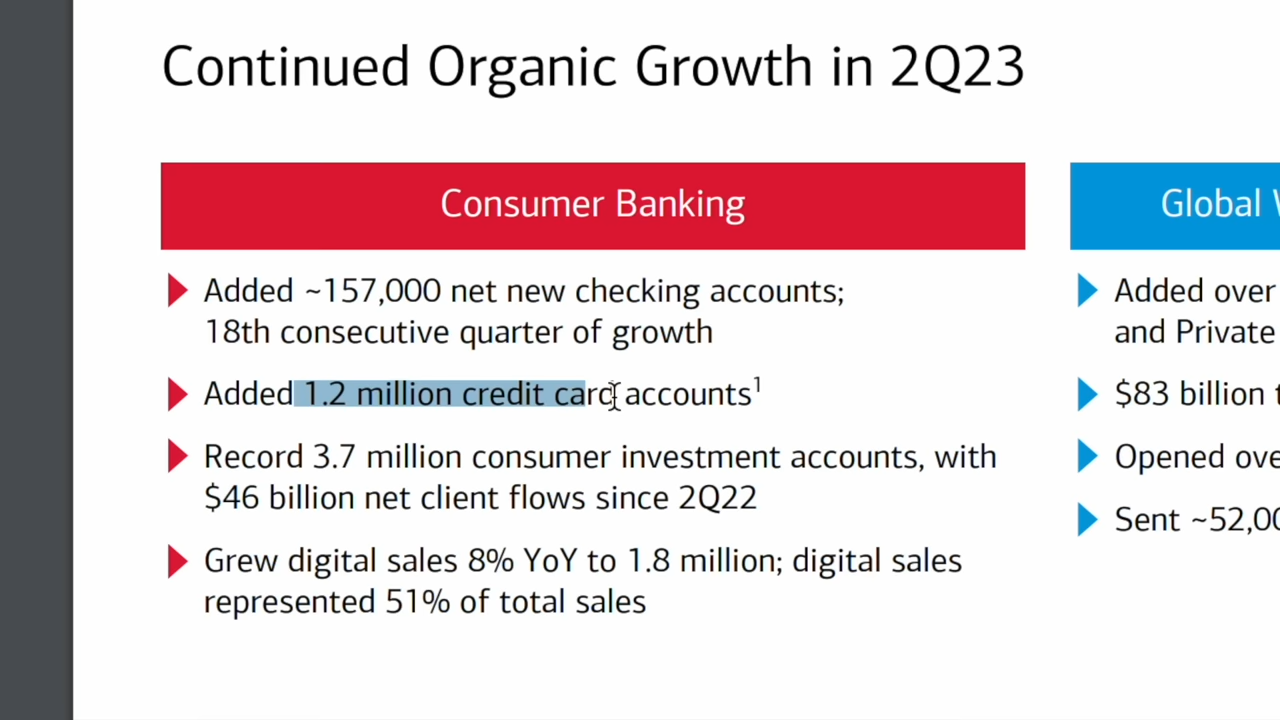 Continued Organic Growth in 2Q23
Consumer Banking
Added ~157,000 net new checking accounts;
18th consecutive quarter of growth
Added 1.2 million credit card accounts¹
Record 3.7 million consumer investment accounts, with
$46 billion net client flows since 2Q22
Grew digital sales 8% YoY to 1.8 million; digital sales
represented 51% of total sales
Global
Added over
and Private
$83 billion
Opened
Sent